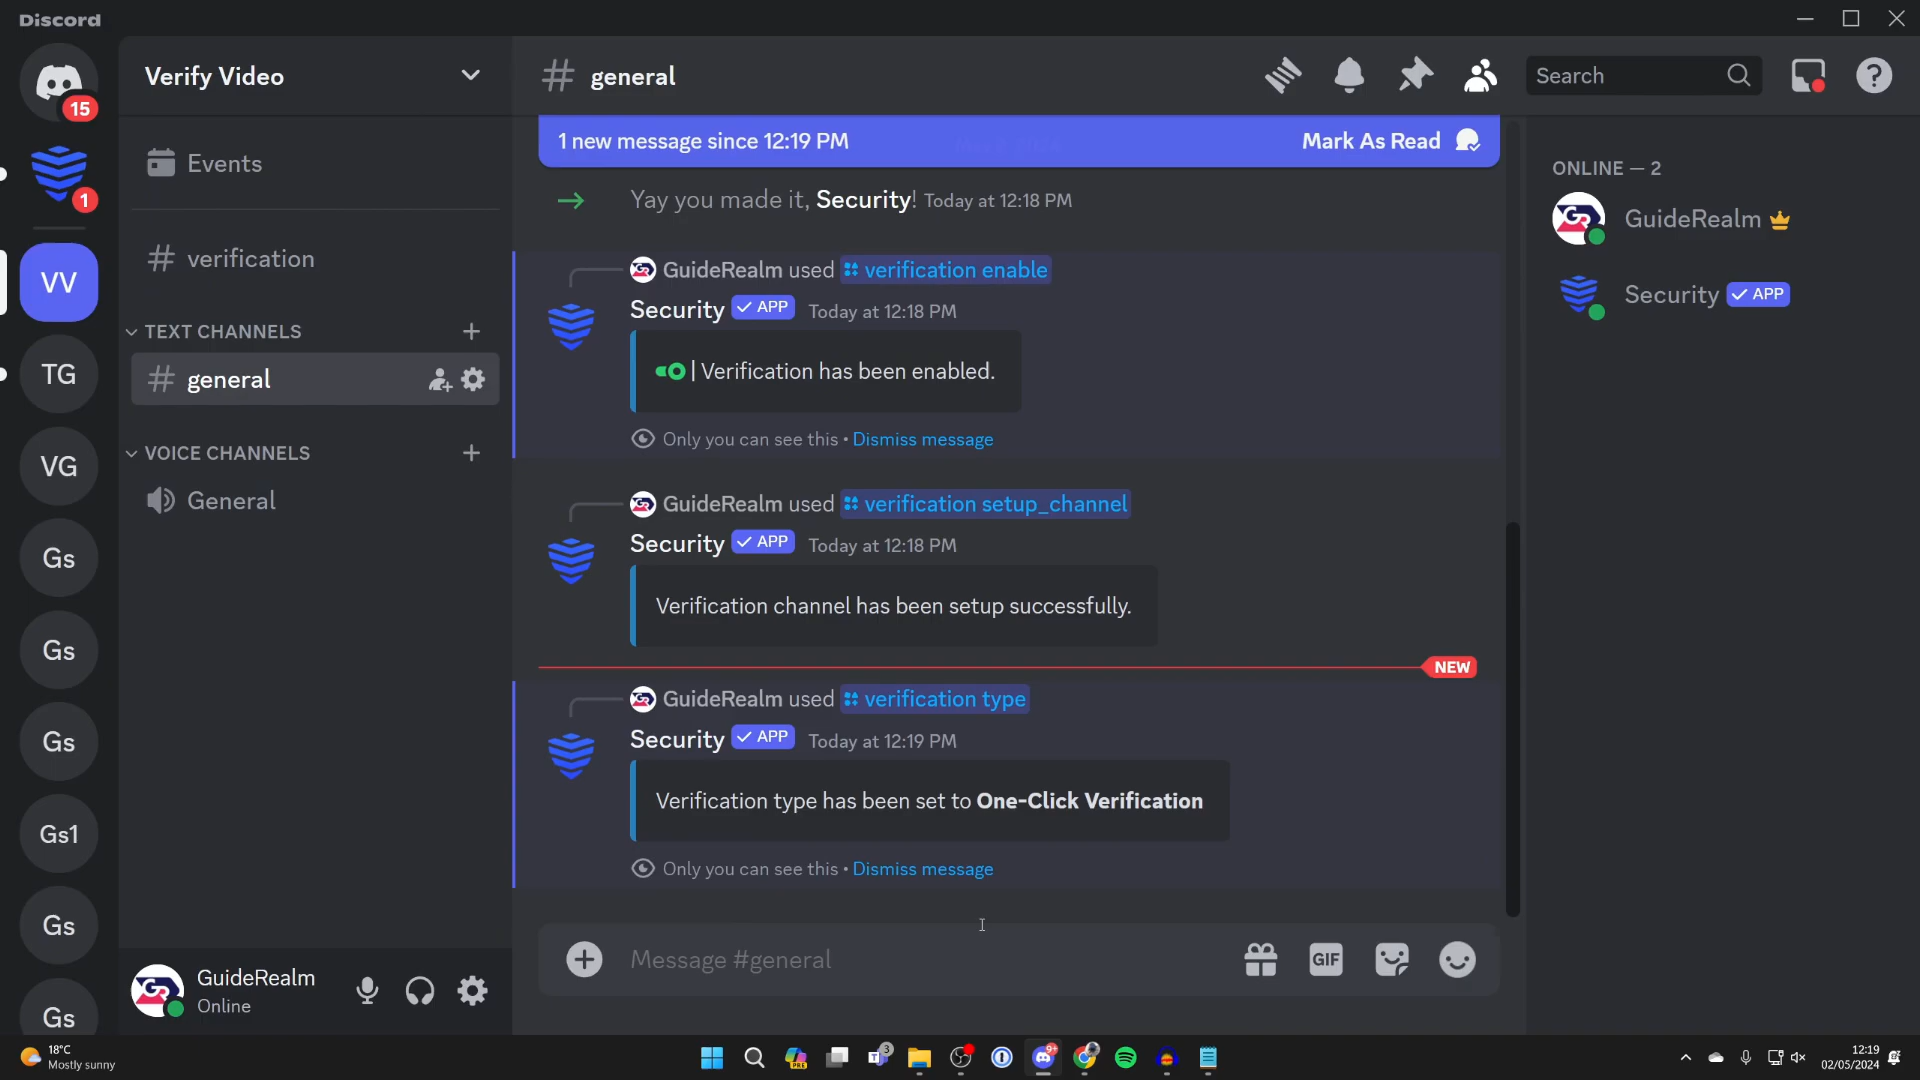 Discord
15
1
VV
TG
VG
Gs
Gs
Gs
Gs1
Gs
Gs
Verify Video
Events
verification
TEXT CHANNELS
general
VOICE CHANNELS
General
GuideRealm
Online
general
Search
1 new message since 12:19 PM
Mark As Read
Yay you made it, Security! Today at 12:18 PM
GuideRealm used verification enable
Security APP Today at 12:18 PM
| Verification has been enabled.
Only you can see this • Dismiss message
GuideRealm used verification setup_channel
Security APP Today at 12:18 PM
Verification channel has been setup successfully.
NEW
GuideRealm used verification type
Security APP Today at 12:19 PM
Verification type has been set to One-Click Verification
Only you can see this • Dismiss message
Message #general
GIF
ONLINE — 2
GuideRealm
Security APP
18°C
Mostly sunny
PRE
3
9+
12:19
02/05/2024